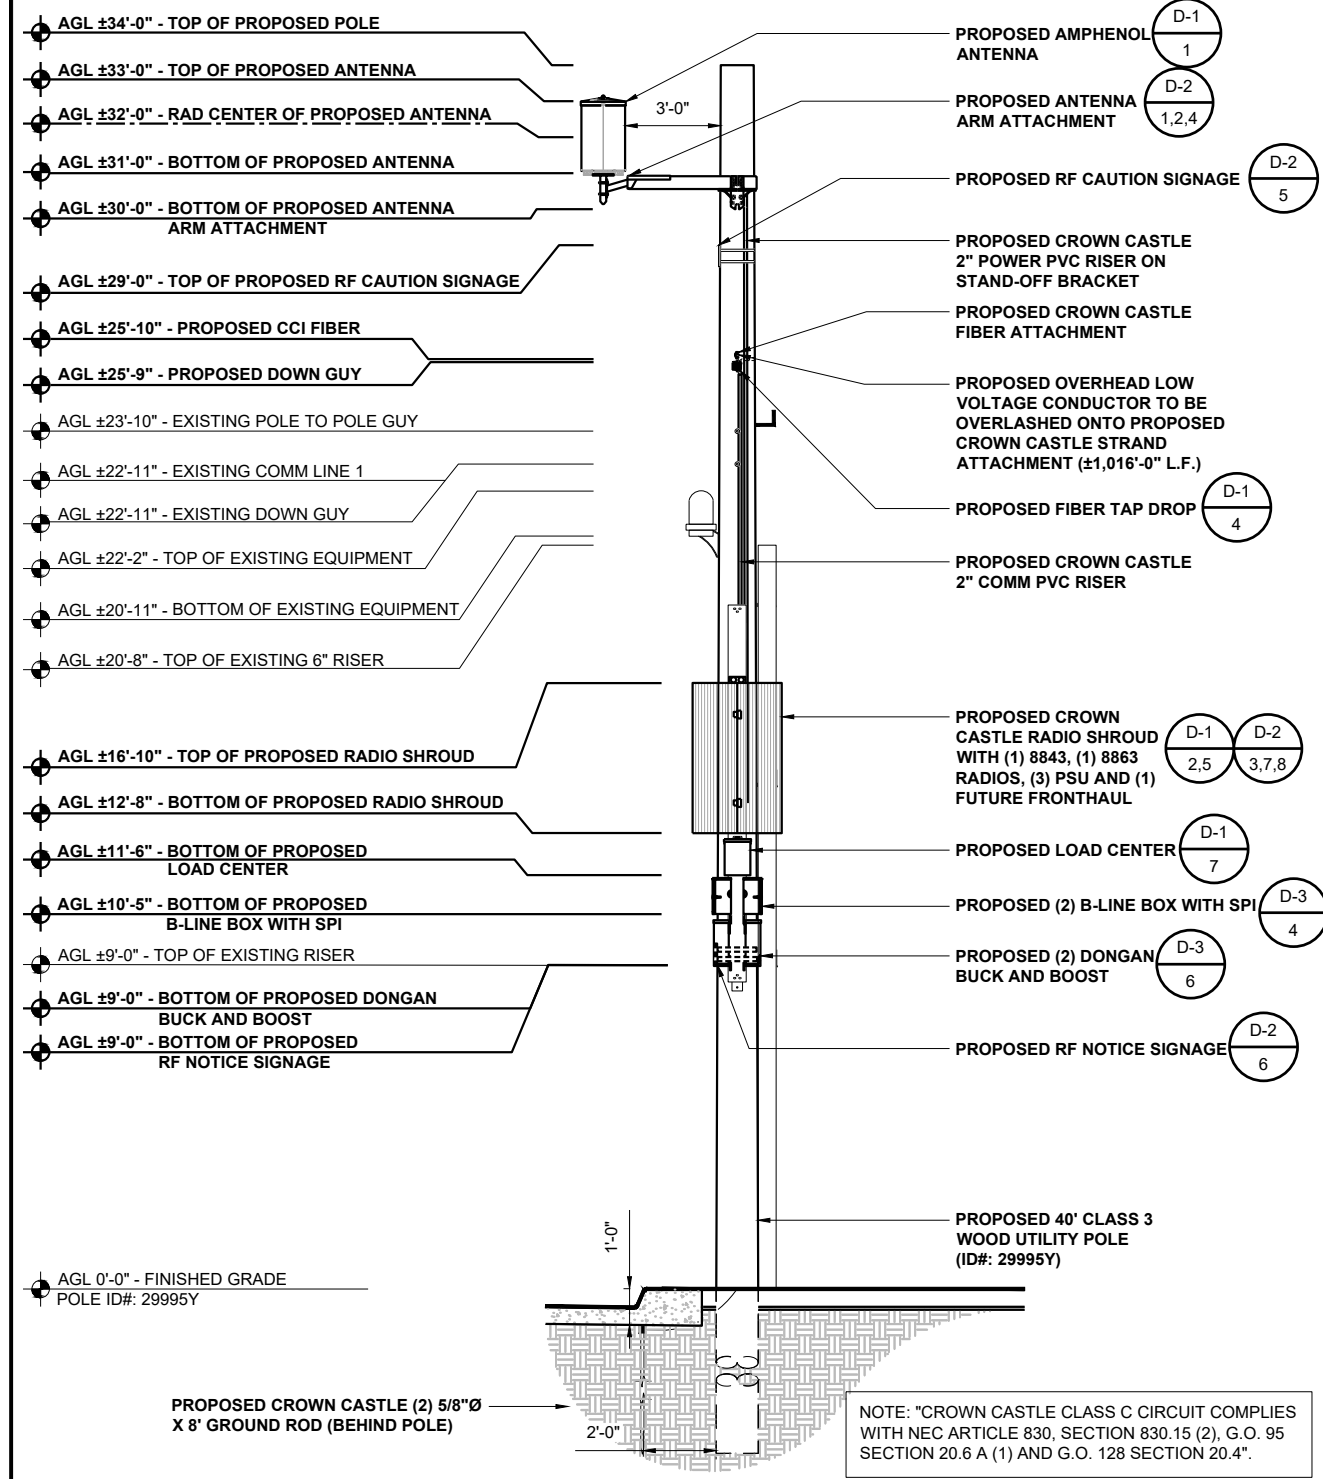 AGL ±34'-0" - TOP OF PROPOSED POLE
AGL ±33'-0" - TOP OF PROPOSED ANTENNA
AGL ±32'-0" - RAD CENTER OF PROPOSED ANTENNA
AGL ±31'-0" - BOTTOM OF PROPOSED ANTENNA
AGL ±30'-0" - BOTTOM OF PROPOSED ANTENNA
ARM ATTACHMENT
AGL ±29'-0" - TOP OF PROPOSED RF CAUTION SIGNAGE
AGL ±25'-10" - PROPOSED CCI FIBER
AGL ±25'-9" - PROPOSED DOWN GUY
AGL ±23'-10" - EXISTING POLE TO POLE GUY
AGL ±22'-11" - EXISTING COMM LINE 1
AGL ±22'-11" - EXISTING DOWN GUY
AGL ±22'-2" - TOP OF EXISTING EQUIPMENT
AGL ±20'-11" - BOTTOM OF EXISTING EQUIPMENT
AGL ±20'-8" - TOP OF EXISTING 6" RISER
AGL ±16'-10" - TOP OF PROPOSED RADIO SHROUD
AGL ±12'-8" - BOTTOM OF PROPOSED RADIO SHROUD
AGL ±11'-6" - BOTTOM OF PROPOSED
LOAD CENTER
AGL ±10'-5" - BOTTOM OF PROPOSED
B-LINE BOX WITH SPI
AGL ±9'-0" - TOP OF EXISTING RISER
AGL ±9'-0" - BOTTOM OF PROPOSED DONGAN
BUCK AND BOOST
AGL ±9'-0" - BOTTOM OF PROPOSED
RF NOTICE SIGNAGE
AGL 0'-0" - FINISHED GRADE
POLE ID#: 29995Y
3'-0"
1'-0"
2'-0"
PROPOSED CROWN CASTLE (2) 5/8"Ø
X 8' GROUND ROD (BEHIND POLE)
PROPOSED AMPHENOL
ANTENNA
D-1
1
PROPOSED ANTENNA
ARM ATTACHMENT
D-2
1,2,4
PROPOSED RF CAUTION SIGNAGE
D-2
5
PROPOSED CROWN CASTLE
2" POWER PVC RISER ON
STAND-OFF BRACKET
PROPOSED CROWN CASTLE
FIBER ATTACHMENT
PROPOSED OVERHEAD LOW
VOLTAGE CONDUCTOR TO BE
OVERLASHED ONTO PROPOSED
CROWN CASTLE STRAND
ATTACHMENT (±1,016'-0" L.F.)
PROPOSED FIBER TAP DROP
D-1
4
PROPOSED CROWN CASTLE
2" COMM PVC RISER
PROPOSED CROWN
CASTLE RADIO SHROUD
WITH (1) 8843, (1) 8863
RADIOS, (3) PSU AND (1)
FUTURE FRONTHAUL
D-1
2,5
D-2
3,7,8
PROPOSED LOAD CENTER
D-1
7
PROPOSED (2) B-LINE BOX WITH SPI
D-3
4
PROPOSED (2) DONGAN
BUCK AND BOOST
D-3
6
PROPOSED RF NOTICE SIGNAGE
D-2
6
PROPOSED 40' CLASS 3
WOOD UTILITY POLE
(ID#: 29995Y)
NOTE: "CROWN CASTLE CLASS C CIRCUIT COMPLIES
WITH NEC ARTICLE 830, SECTION 830.15 (2), G.O. 95
SECTION 20.6 A (1) AND G.O. 128 SECTION 20.4".